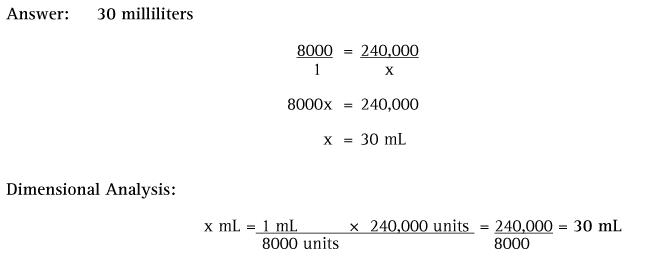 Answer: 30 milliliters
8000 = 240,000
1 x
8000x = 240,000
x = 30 mL
Dimensional Analysis:
x mL = 1 mL × 240,000 units = 240,000 = 30 mL
8000 units 8000